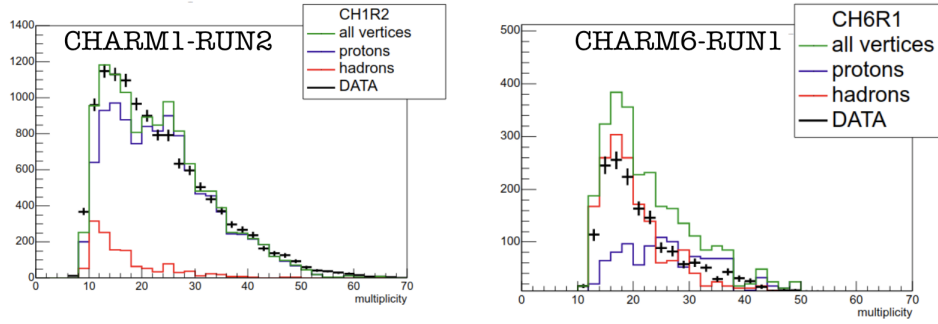 CHARM1-RUN2
CH1R2
all vertices
protons
hadrons
DATA
1400
1200
1000
800
600
400
200
0
0 10 20 30 40 50 60 70
multiplicity
CHARM6-RUN1
CH6R1
all vertices
protons
hadrons
DATA
500
400
300
200
100
0 10 20 30 40 50 60 70
multiplicity